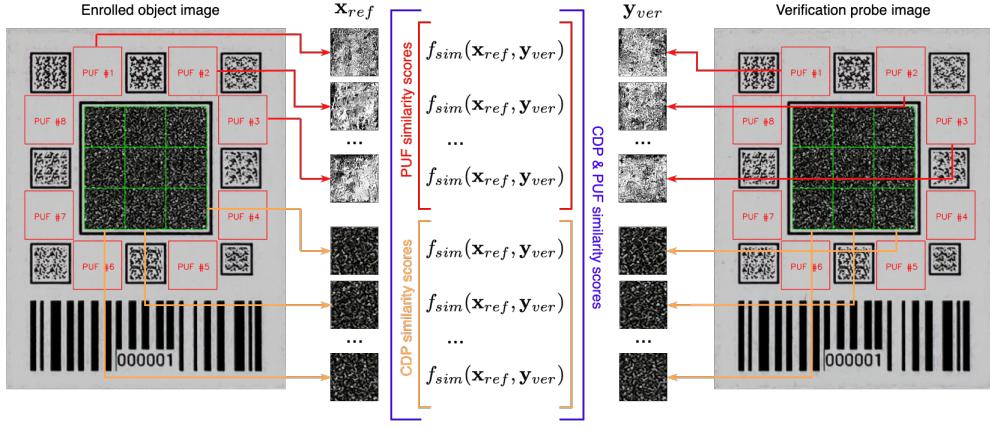 Enrolled object image
x_ref
y_ver
Verification probe image
PUF #1
PUF #2
PUF #8
PUF #3
PUF #7
PUF #4
PUF #6
PUF #5
000001
PUF similarity scores
f_sim(x_ref, y_ver)
f_sim(x_ref, y_ver)
...
f_sim(x_ref, y_ver)
...
CDP similarity scores
f_sim(x_ref, y_ver)
f_sim(x_ref, y_ver)
...
f_sim(x_ref, y_ver)
...
CDP & PUF similarity scores
...
...
PUF #1
PUF #2
PUF #8
PUF #3
PUF #7
PUF #4
PUF #6
PUF #5
000001